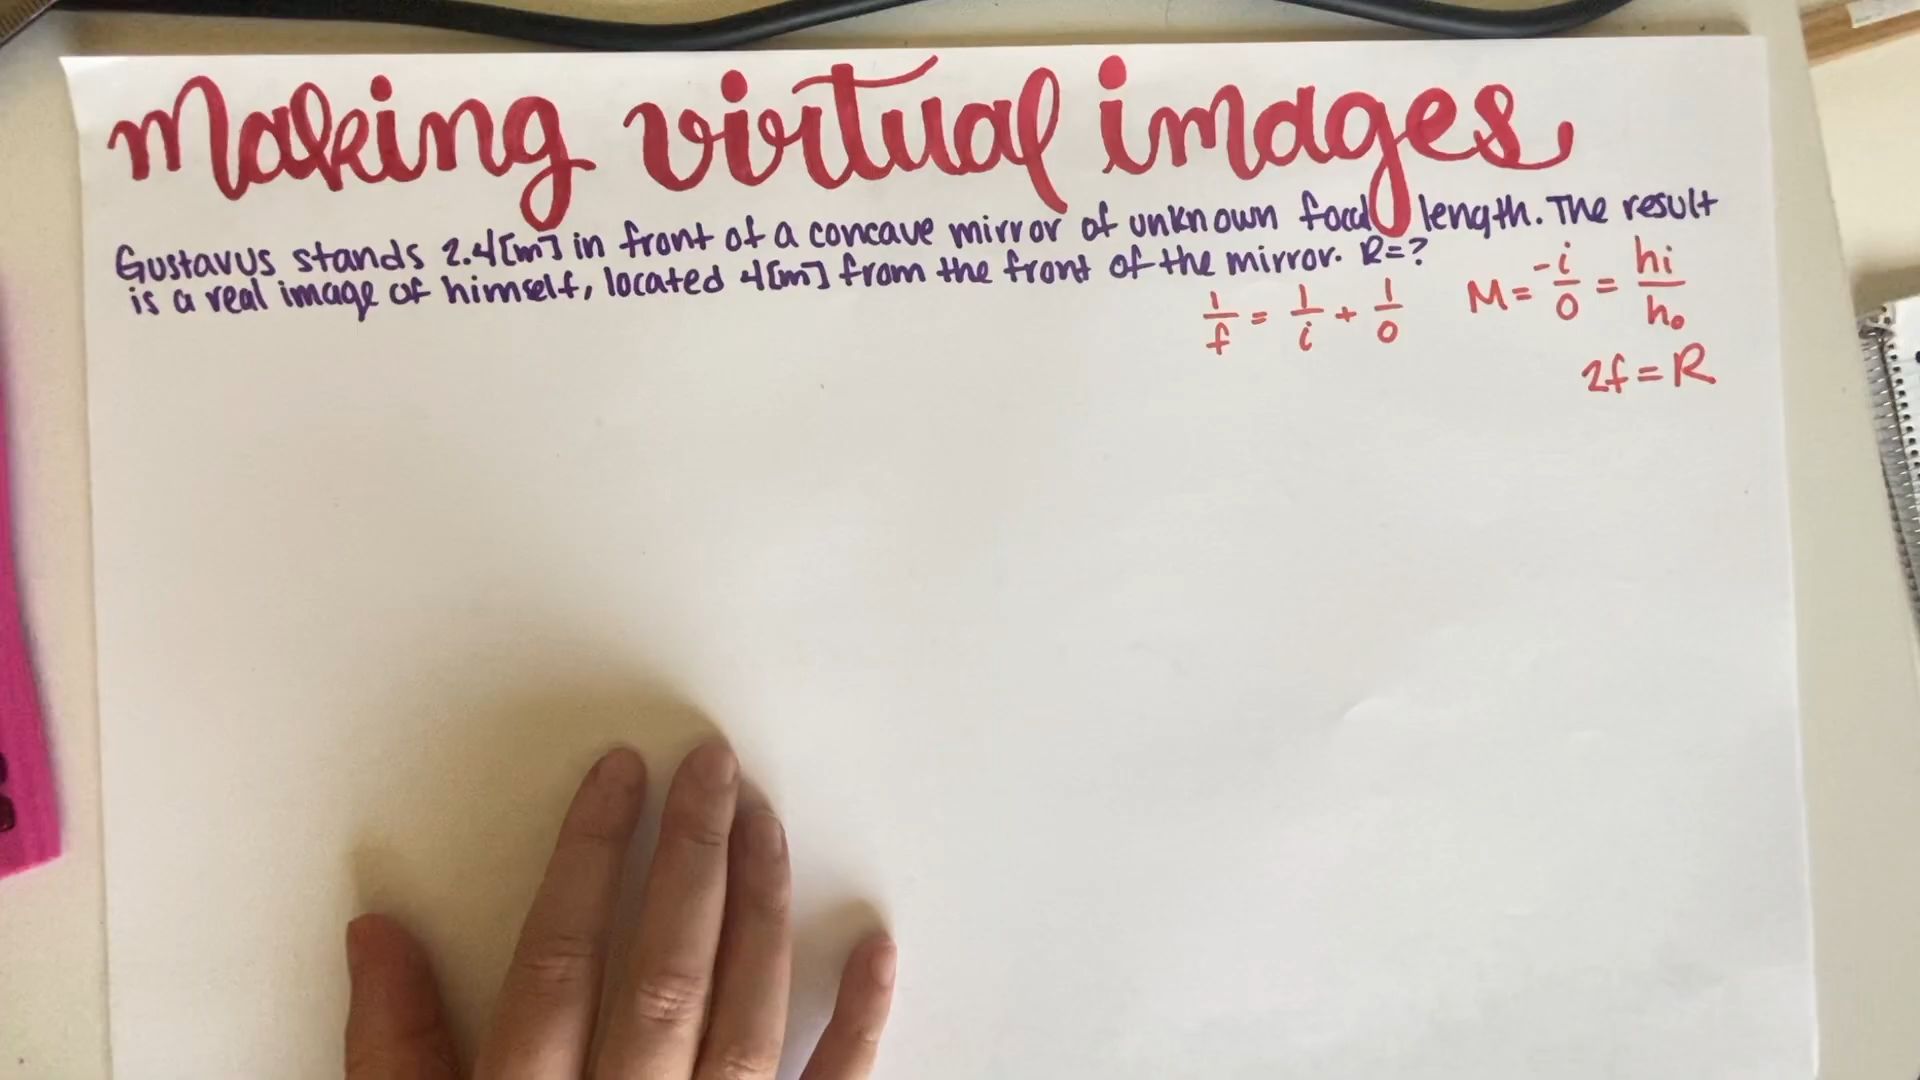 Making virtual images
Gustavus stands 2.4[m] in front of a concave mirror of unknown focal length. The result
is a real image of himself, located 4[m] from the front of the mirror. R=?
1/f = 1/i + 1/o
M = -i/o = hi/ho
2f = R